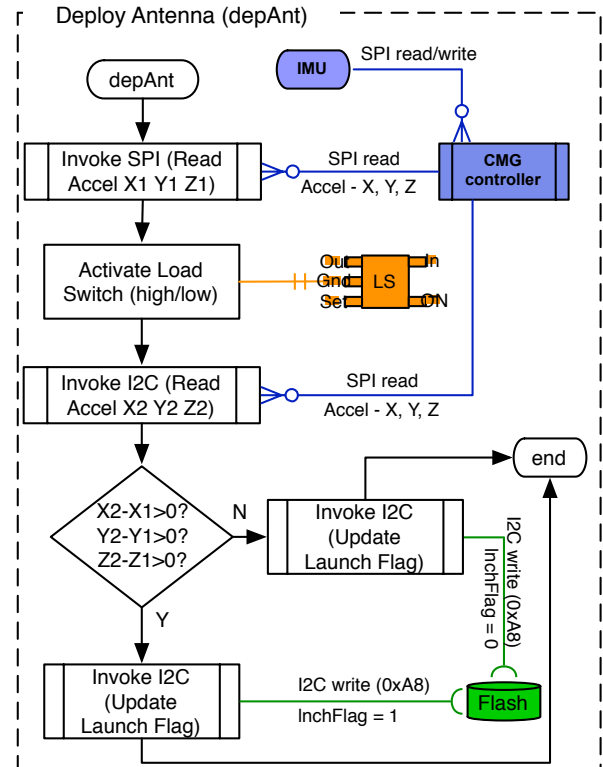 Deploy Antenna (depAnt)
SPI read/write
IMU
depAnt
Invoke SPI (Read
Accel X1 Y1 Z1)
SPI read
Accel - X, Y, Z
CMG
controller
Activate Load
Switch (high/low)
Out
In
Gnd
LS
Set
ON
Invoke I2C (Read
Accel X2 Y2 Z2)
SPI read
Accel - X, Y, Z
end
X2-X1>0?
Y2-Y1>0?
Z2-Z1>0?
N
Invoke I2C
(Update
Launch Flag)
I2C write (0xA8)
lnchFlag = 0
Y
Invoke I2C
(Update
Launch Flag)
I2C write (0xA8)
lnchFlag = 1
Flash